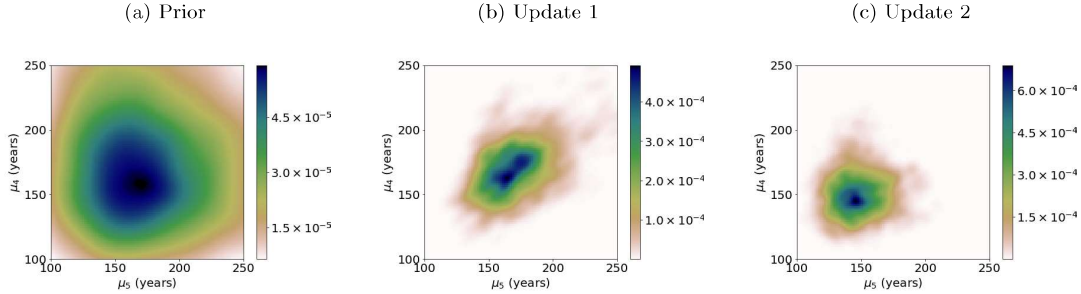 (a) Prior
(b) Update 1
(c) Update 2
250
200
150
100
μ₄ (years)
100
150
200
250
μ₅ (years)
4.5 × 10⁻⁵
3.0 × 10⁻⁵
1.5 × 10⁻⁵
250
200
150
100
μ₄ (years)
100
150
200
250
μ₅ (years)
4.0 × 10⁻⁴
3.0 × 10⁻⁴
2.0 × 10⁻⁴
1.0 × 10⁻⁴
250
200
150
100
μ₄ (years)
100
150
200
250
μ₅ (years)
6.0 × 10⁻⁴
4.5 × 10⁻⁴
3.0 × 10⁻⁴
1.5 × 10⁻⁴